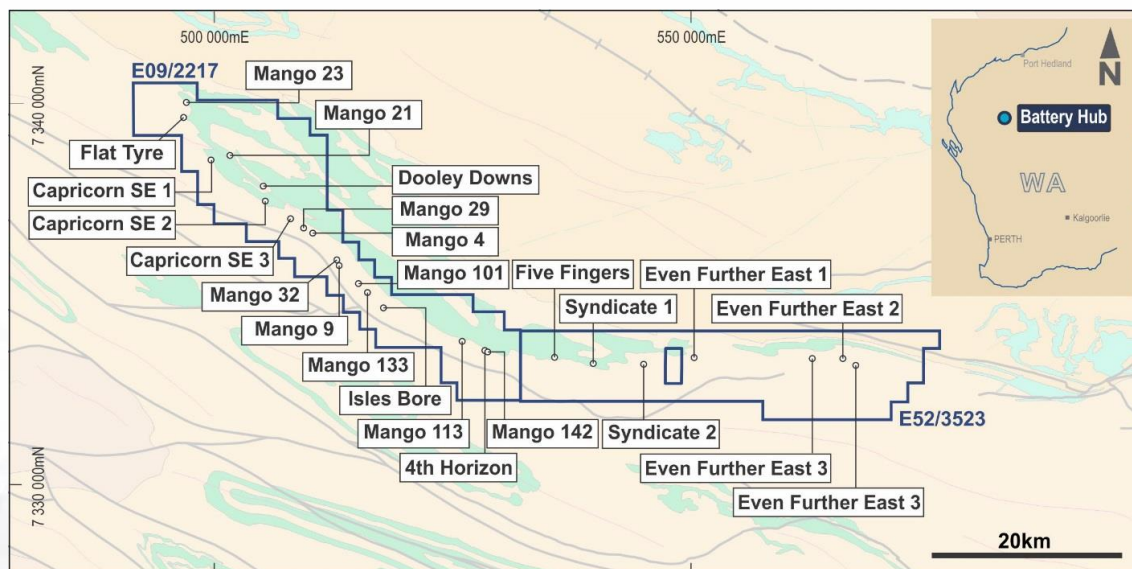 500 000mE
550 000mE
7 340 000mN
7 330 000mN
E09/2217
Mango 23
Mango 21
Flat Tyre
Capricorn SE 1
Dooley Downs
Capricorn SE 2
Mango 29
Mango 4
Capricorn SE 3
Mango 101
Five Fingers
Even Further East 1
Mango 32
Syndicate 1
Even Further East 2
Mango 9
Mango 133
Isles Bore
Mango 113
Mango 142
Syndicate 2
E52/3523
4th Horizon
Even Further East 3
Even Further East 3
20km
Port Hedland
N
Battery Hub
WA
Kalgoorlie
PERTH